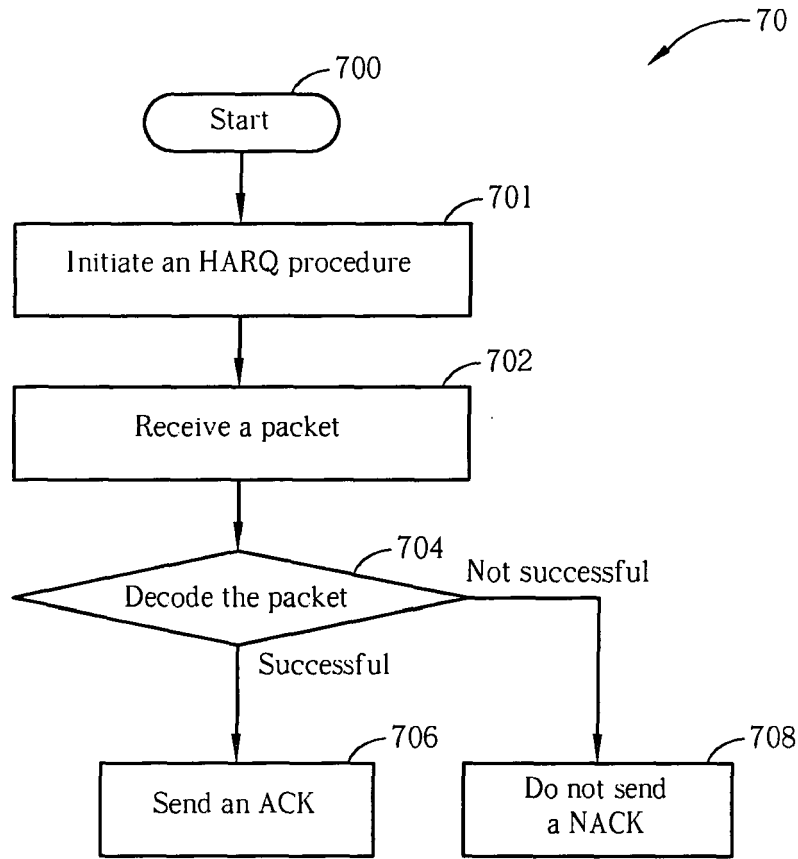 70
700
Start
701
Initiate an HARQ procedure
702
Receive a packet
704
Decode the packet
Not successful
Successful
706
Send an ACK
708
Do not send
a NACK